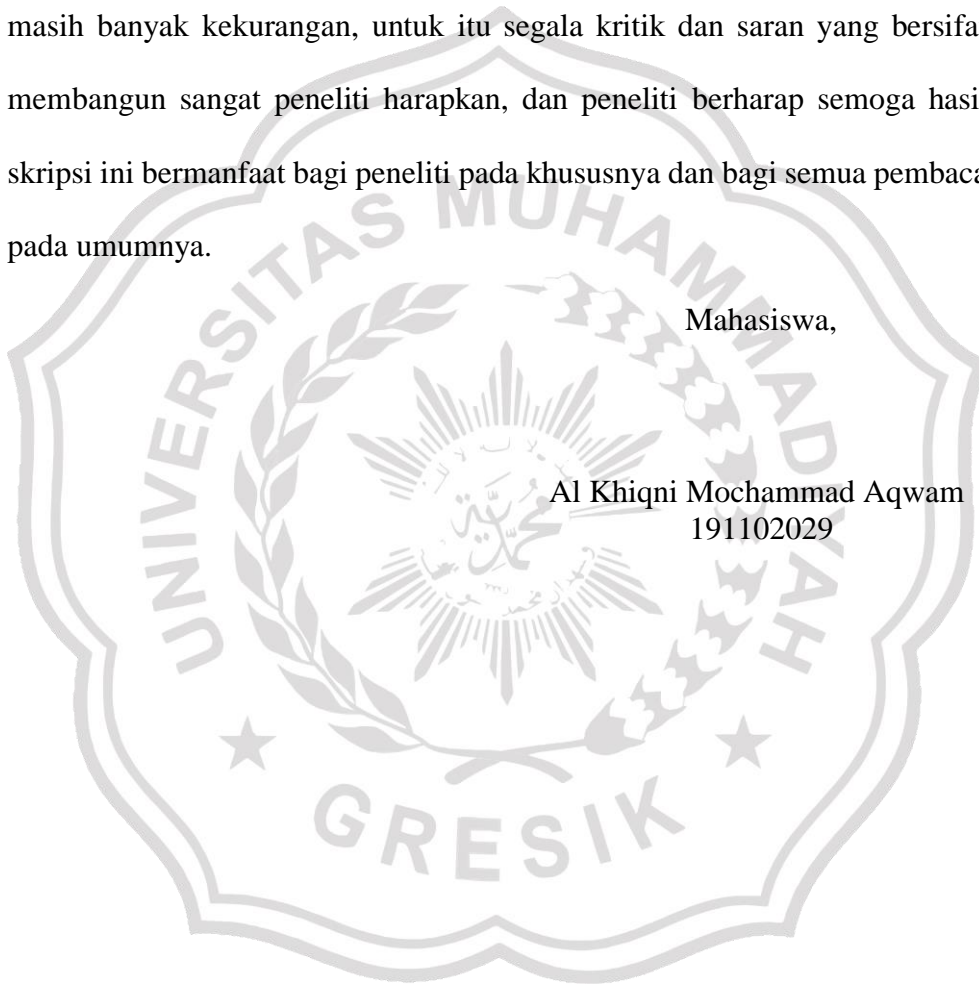 masih banyak kekurangan, untuk itu segala kritik dan saran yang bersifa
membangun sangat peneliti harapkan, dan peneliti berharap semoga hasi
skripsi ini bermanfaat bagi peneliti pada khususnya dan bagi semua pembaca
pada umumnya.
Mahasiswa,
Al Khiqni Mochammad Aqwam
191102029
UNIVERSITAS MUHAMMADIYAH
GRESIK